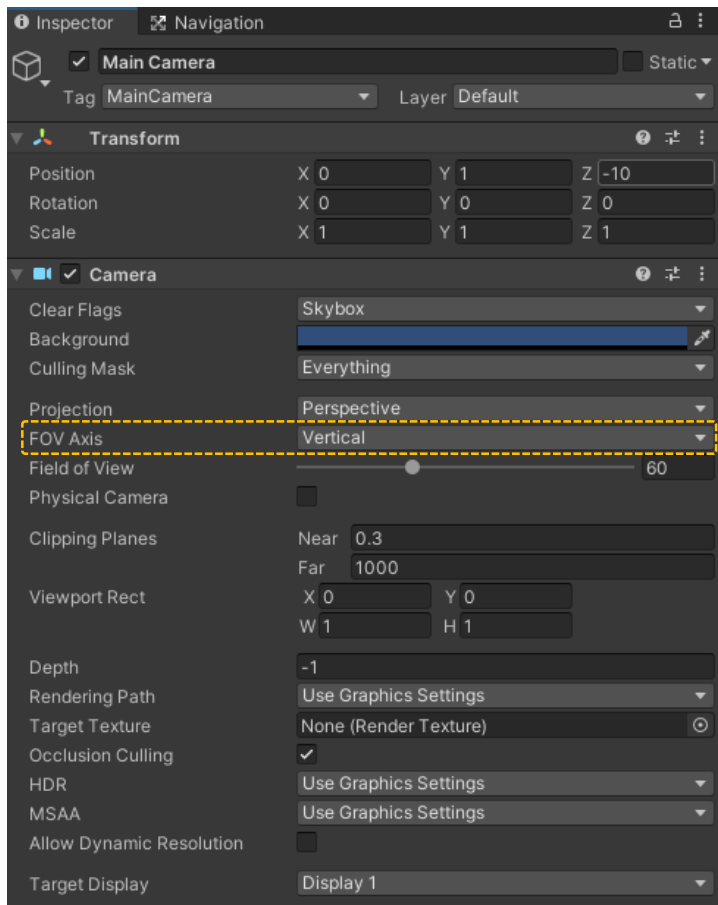 Inspector Navigation
Main Camera Static
Tag MainCamera Layer Default
Transform
Position X 0 Y 1 Z -10
Rotation X 0 Y 0 Z 0
Scale X 1 Y 1 Z 1
Camera
Clear Flags Skybox
Background
Culling Mask Everything
Projection Perspective
FOV Axis Vertical
Field of View 60
Physical Camera
Clipping Planes Near 0.3
Far 1000
Viewport Rect X 0 Y 0
W 1 H 1
Depth -1
Rendering Path Use Graphics Settings
Target Texture None (Render Texture)
Occlusion Culling
HDR Use Graphics Settings
MSAA Use Graphics Settings
Allow Dynamic Resolution
Target Display Display 1